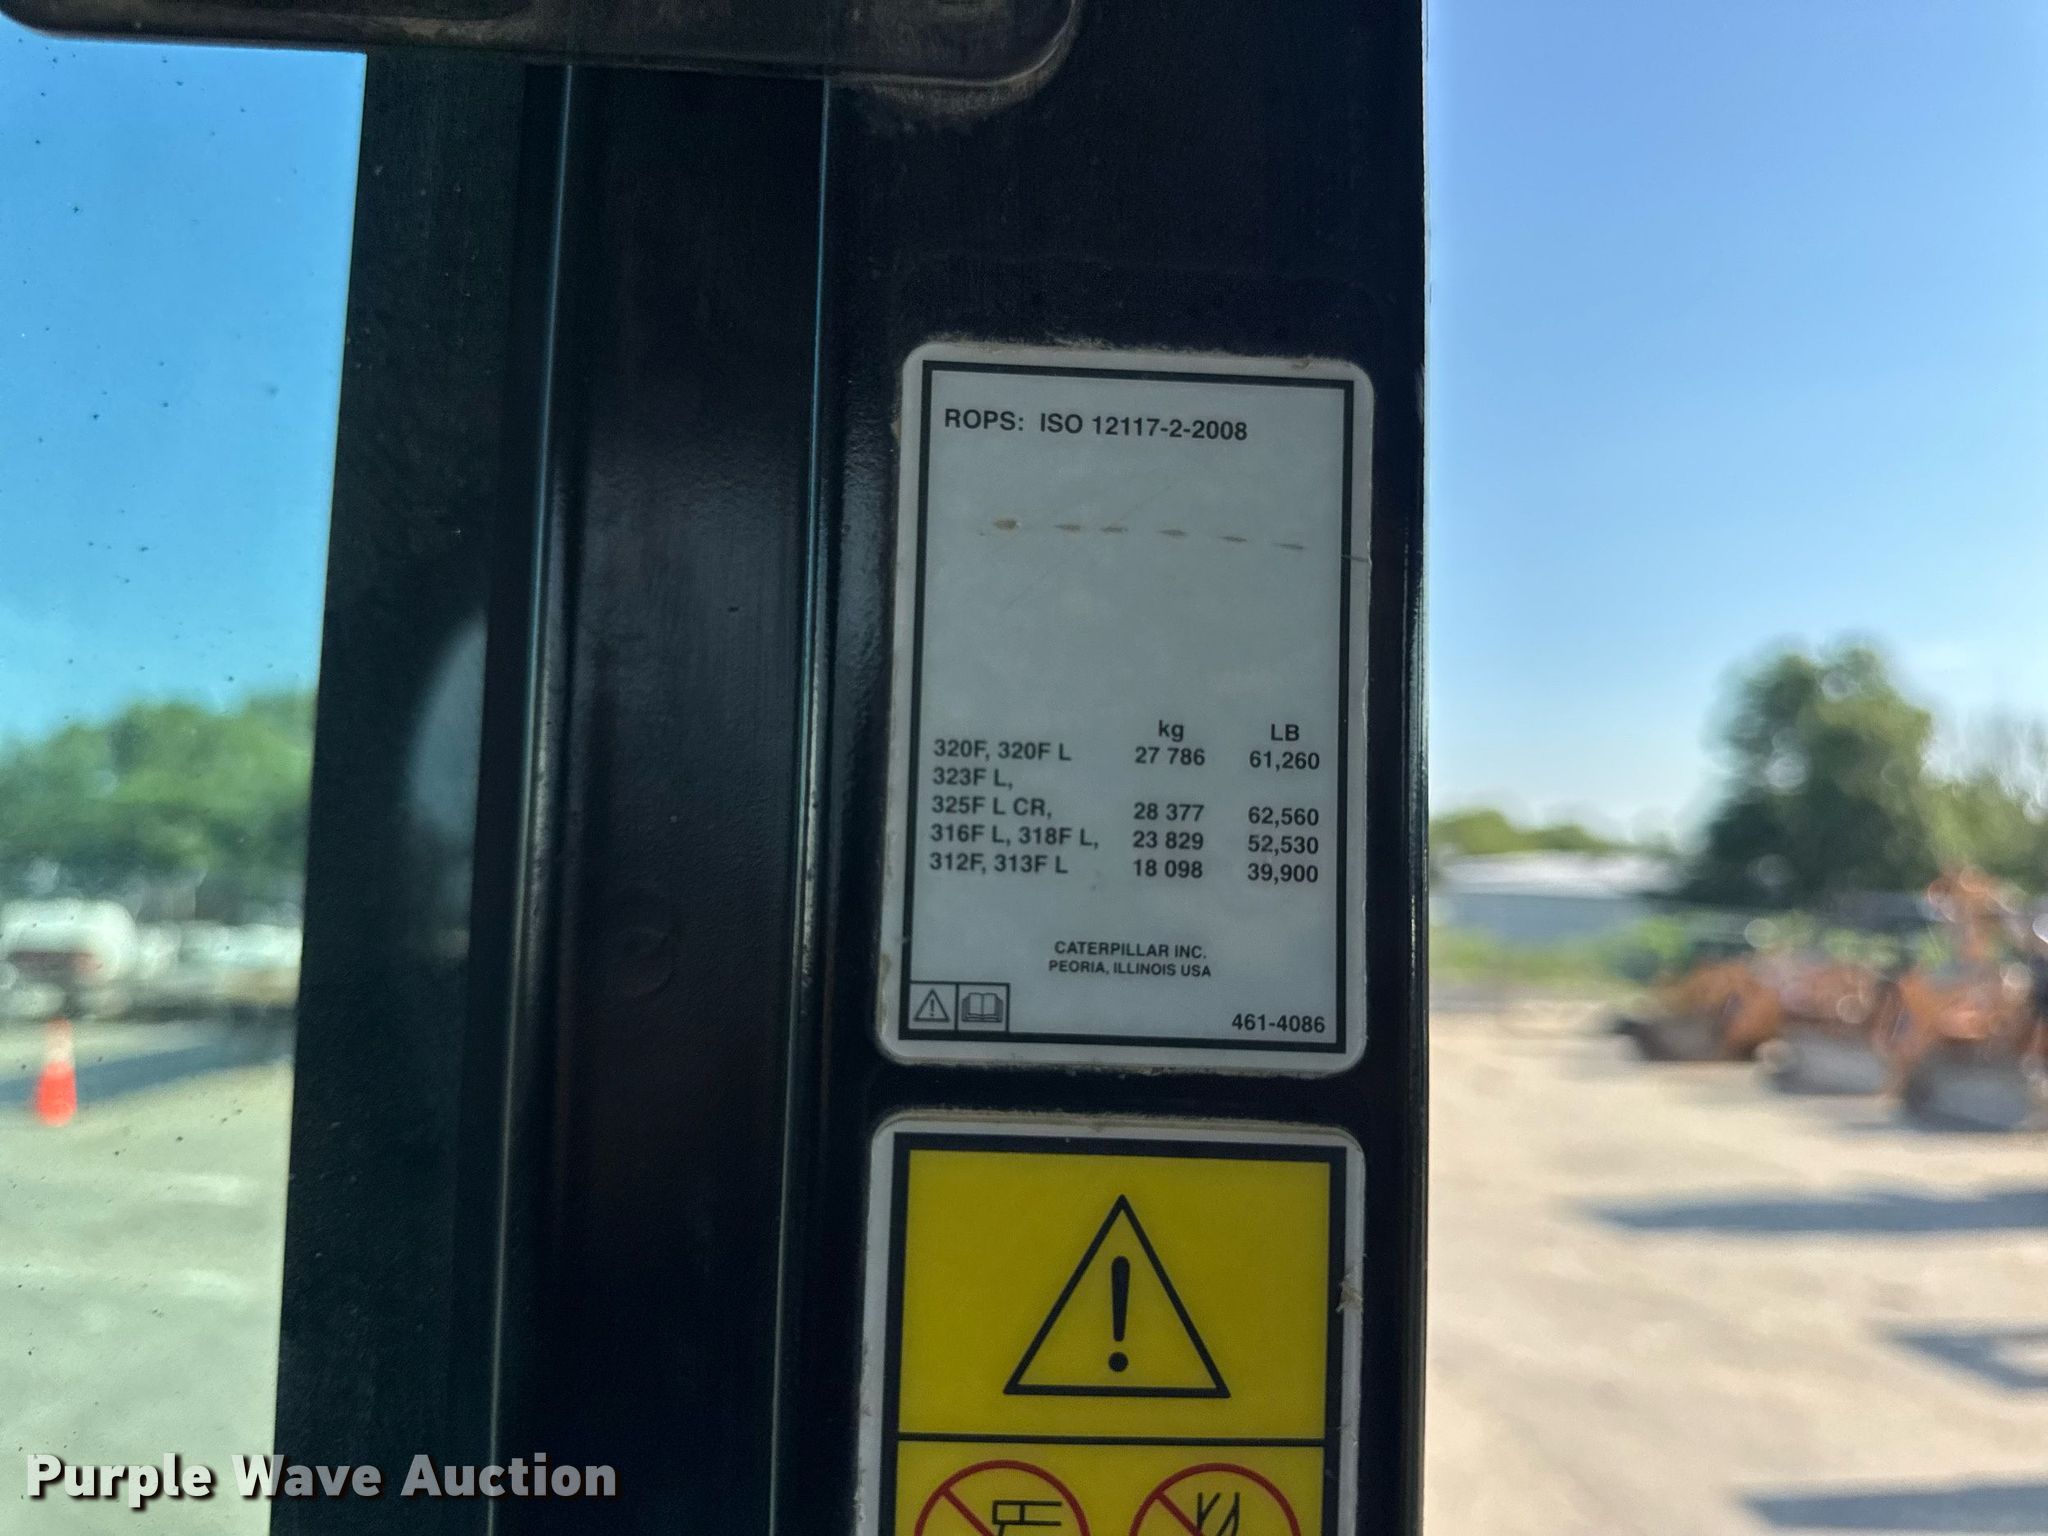 ROPS: ISO 12117-2-2008
kg LB
320F, 320F L 27 786 61,260
323F L,
325F L CR, 28 377 62,560
316F L, 318F L, 23 829 52,530
312F, 313F L 18 098 39,900
CATERPILLAR INC.
PEORIA, ILLINOIS USA
461-4086
Purple Wave Auction